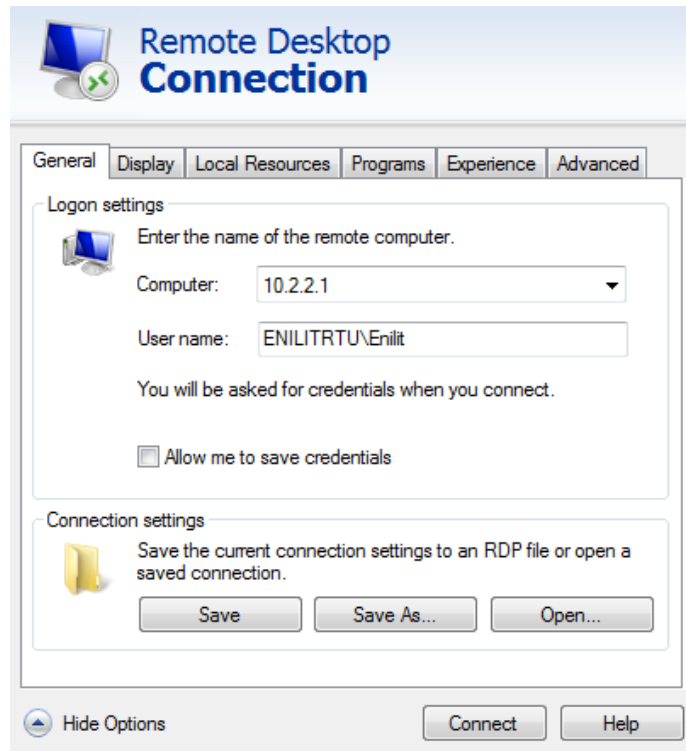 Remote Desktop
Connection
General Display Local Resources Programs Experience Advanced
Logon settings
Enter the name of the remote computer.
Computer: 10.2.2.1
User name: ENILITRTU\Enilit
You will be asked for credentials when you connect.
Allow me to save credentials
Connection settings
Save the current connection settings to an RDP file or open a
saved connection.
Save Save As... Open...
Hide Options Connect Help